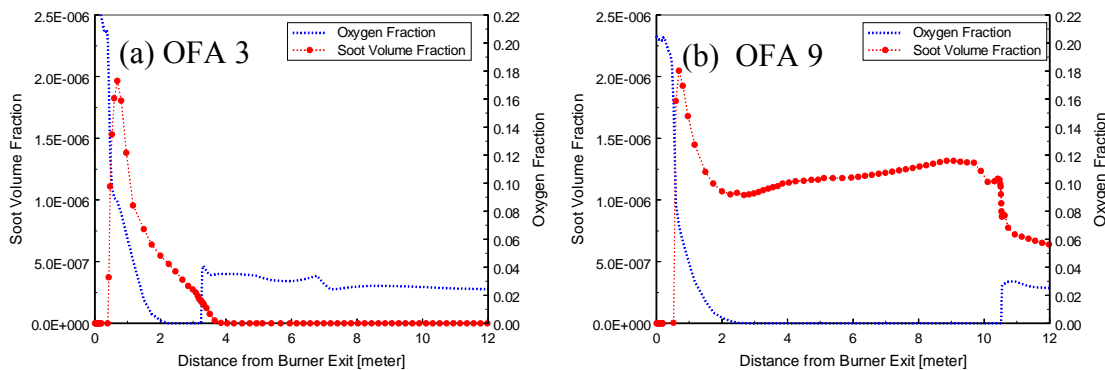 (a) OFA 3
Oxygen Fraction
Soot Volume Fraction
2.5E-006
2.0E-006
1.5E-006
1.0E-006
5.0E-007
0.0E+000
Soot Volume Fraction
0.22
0.20
0.18
0.16
0.14
0.12
0.10
0.08
0.06
0.04
0.02
0.00
Oxygen Fraction
0 2 4 6 8 10 12
Distance from Burner Exit [meter]
(b) OFA 9
Oxygen Fraction
Soot Volume Fraction
2.5E-006
2.0E-006
1.5E-006
1.0E-006
5.0E-007
0.0E+000
Soot Volume Fraction
0.22
0.20
0.18
0.16
0.14
0.12
0.10
0.08
0.06
0.04
0.02
0.00
Oxygen Fraction
0 2 4 6 8 10 12
Distance from Burner Exit [meter]